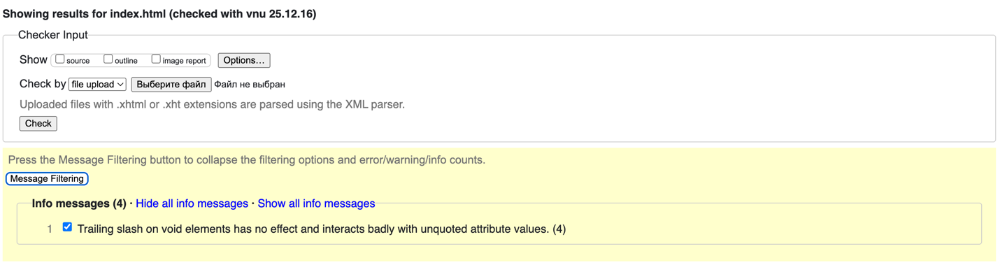 Showing results for index.html (checked with vnu 25.12.16)
Checker Input
Show source outline image report Options...
Check by file upload Выберите файл Файл не выбран
Uploaded files with .xhtml or .xht extensions are parsed using the XML parser.
Check
Press the Message Filtering button to collapse the filtering options and error/warning/info counts.
Message Filtering
Info messages (4) · Hide all info messages · Show all info messages
1 Trailing slash on void elements has no effect and interacts badly with unquoted attribute values. (4)